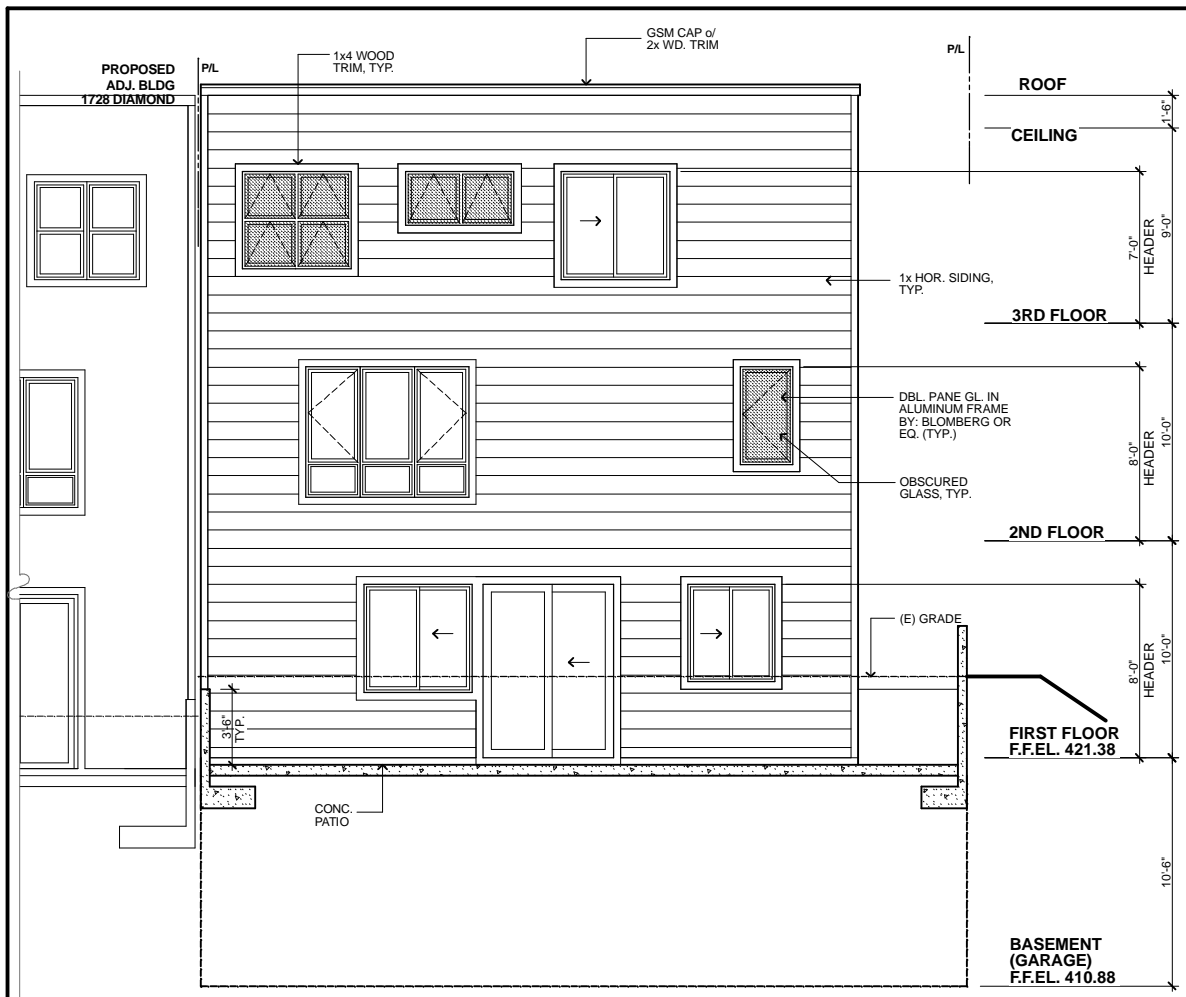 GSM CAP o/
2x WD. TRIM
P/L
1x4 WOOD
TRIM, TYP.
PROPOSED
ADJ. BLDG
1728 DIAMOND
P/L
ROOF
1'-6"
CEILING
7'-0"
HEADER
9'-0"
1x HOR. SIDING,
TYP.
3RD FLOOR
DBL. PANE GL. IN
ALUMINUM FRAME
BY: BLOMBERG OR
EQ. (TYP.)
8'-0"
HEADER
10'-0"
OBSCURED
GLASS, TYP.
2ND FLOOR
(E) GRADE
8'-0"
HEADER
10'-0"
3'-6"
TYP.
FIRST FLOOR
F.F.EL. 421.38
CONC.
PATIO
10'-6"
BASEMENT
(GARAGE)
F.F.EL. 410.88